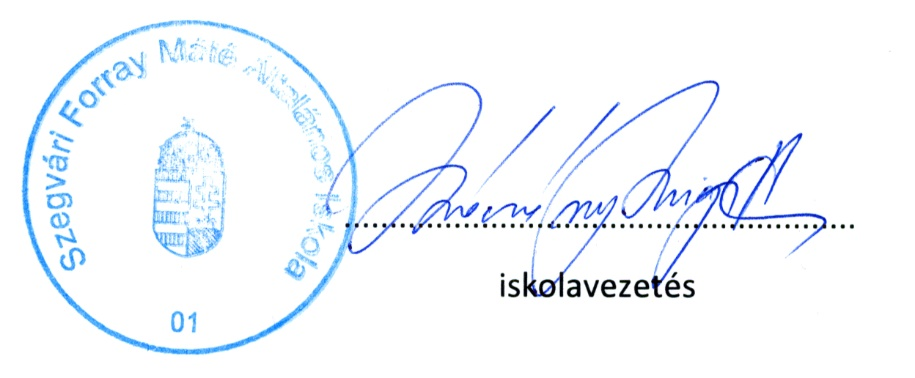 Szegvári Forray Máté Általános Iskola
01
iskolavezetés